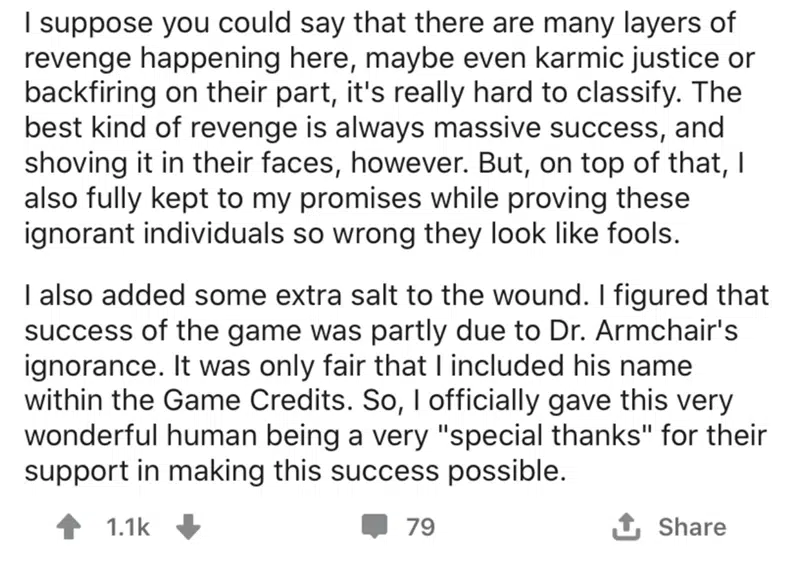 I suppose you could say that there are many layers of
revenge happening here, maybe even karmic justice or
backfiring on their part, it's really hard to classify. The
best kind of revenge is always massive success, and
shoving it in their faces, however. But, on top of that, I
also fully kept to my promises while proving these
ignorant individuals so wrong they look like fools.
I also added some extra salt to the wound. I figured that
success of the game was partly due to Dr. Armchair's
ignorance. It was only fair that I included his name
within the Game Credits. So, I officially gave this very
wonderful human being a very "special thanks" for their
support in making this success possible.
1.1k 79 Share